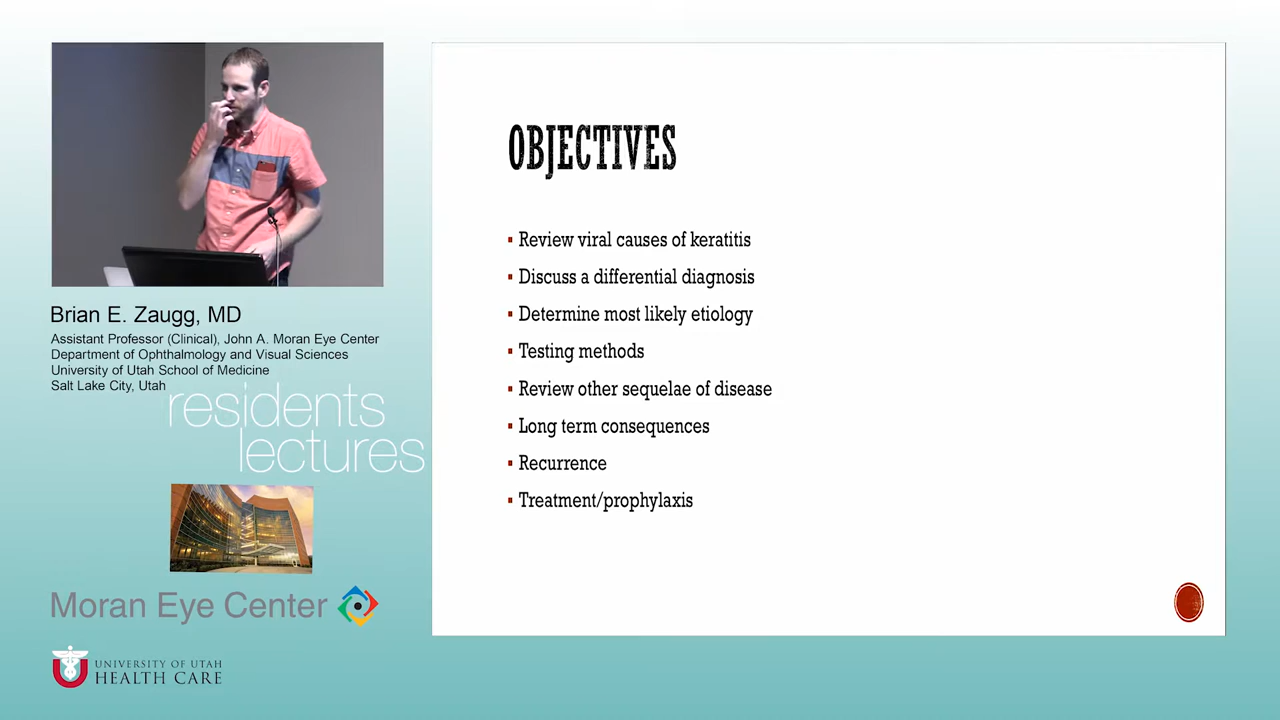 OBJECTIVES
Review viral causes of keratitis
Discuss a differential diagnosis
Determine most likely etiology
Testing methods
Review other sequelae of disease
Long term consequences
Recurrence
Treatment/prophylaxis
Brian E. Zaugg, MD
Assistant Professor (Clinical), John A. Moran Eye Center
Department of Ophthalmology and Visual Sciences
University of Utah School of Medicine
Salt Lake City, Utah
residents
lectures
Moran Eye Center
UNIVERSITY OF UTAH
HEALTH CARE